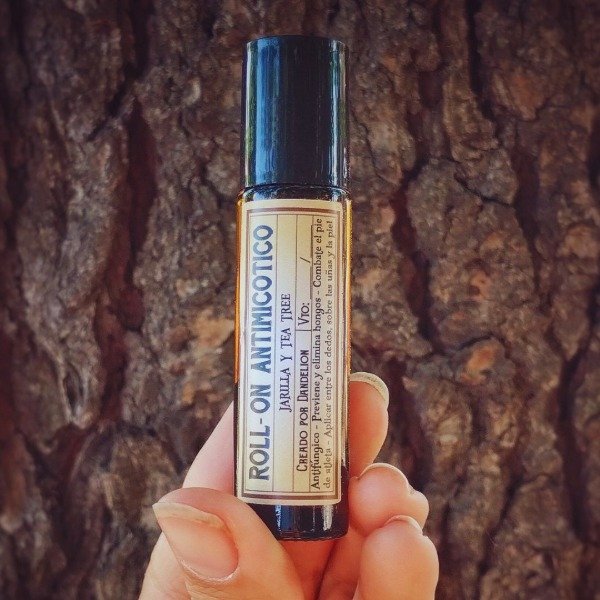 ROLL-ON ANTIMICOTICO
JARILLA Y TEA TREE
CREADO POR DANDELION | VTO: /
Antifúngico - Previene y elimina hongos - Combate el pie
de atleta - Aplicar entre los dedos, sobre las uñas y la piel.